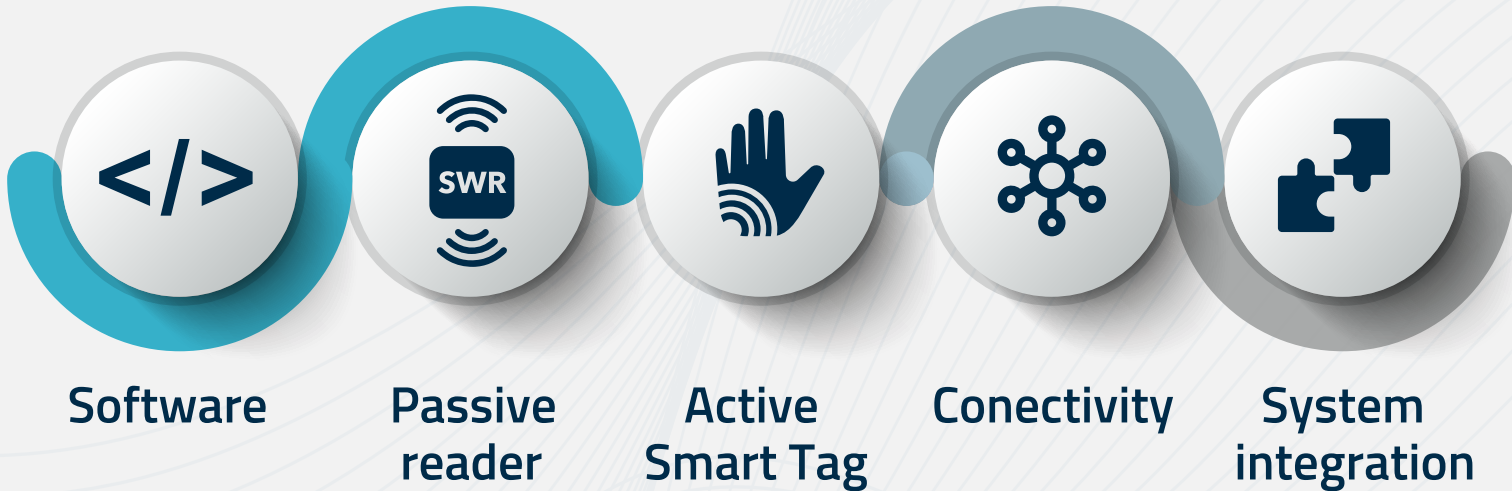 </>
SWR
Software
Passive
reader
Active
Smart Tag
Conectivity
System
integration